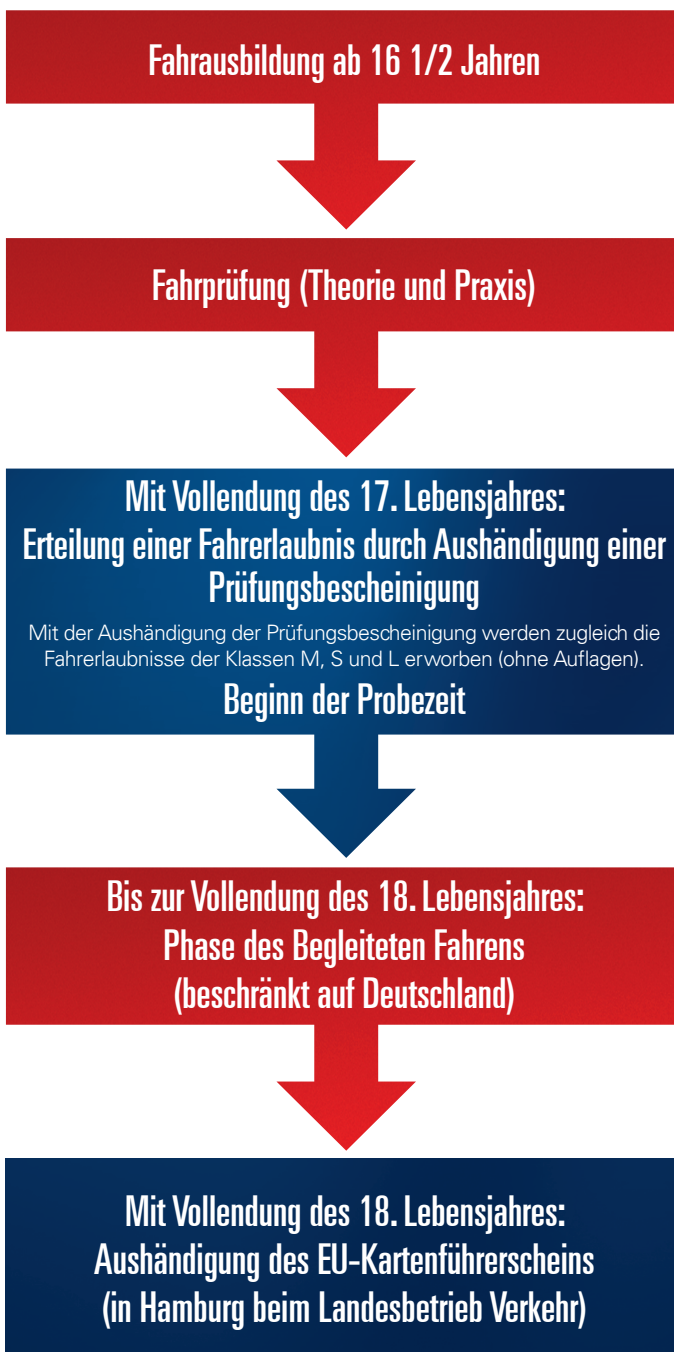 Fahrausbildung ab 16 1/2 Jahren
Fahrprüfung (Theorie und Praxis)
Mit Vollendung des 17. Lebensjahres:
Erteilung einer Fahrerlaubnis durch Aushändigung einer
Prüfungsbescheinigung
Mit der Aushändigung der Prüfungsbescheinigung werden zugleich die
Fahrerlaubnisse der Klassen M, S und L erworben (ohne Auflagen).
Beginn der Probezeit
Bis zur Vollendung des 18. Lebensjahres:
Phase des Begleiteten Fahrens
(beschränkt auf Deutschland)
Mit Vollendung des 18. Lebensjahres:
Aushändigung des EU-Kartenführerscheins
(in Hamburg beim Landesbetrieb Verkehr)